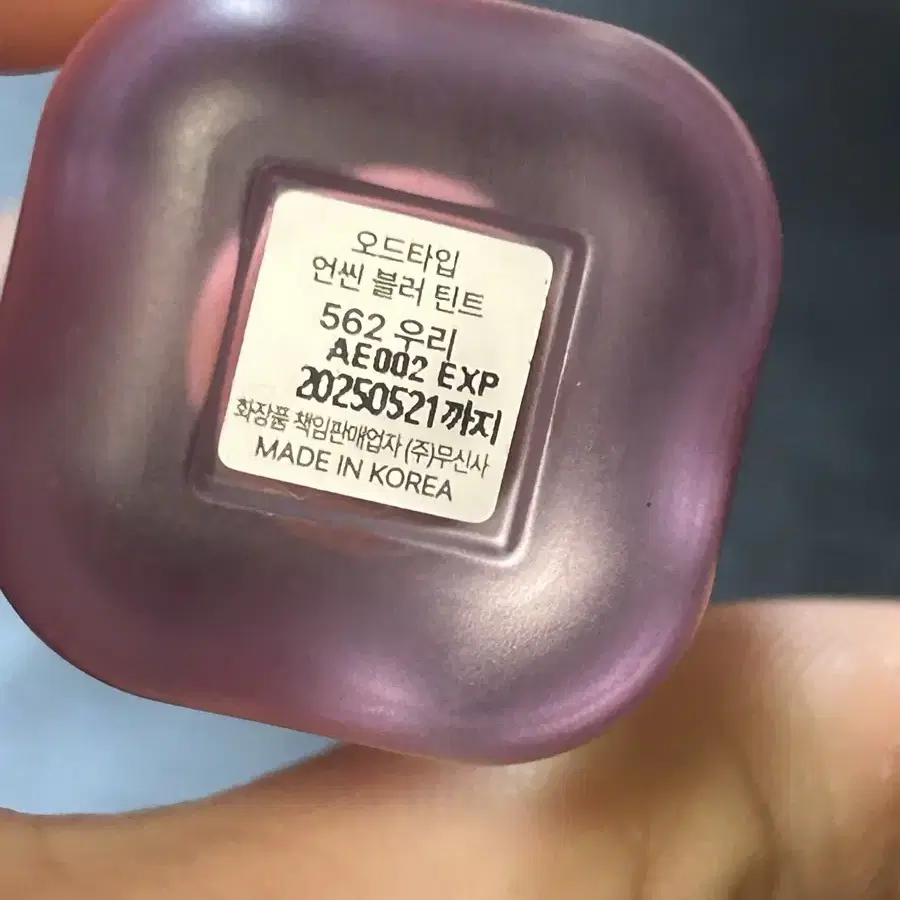 오드타입
언씬 블러 틴트
562 우리
AE002 EXP
20250521까지
화장품 책임판매업자 (주)무신사
MADE IN KOREA